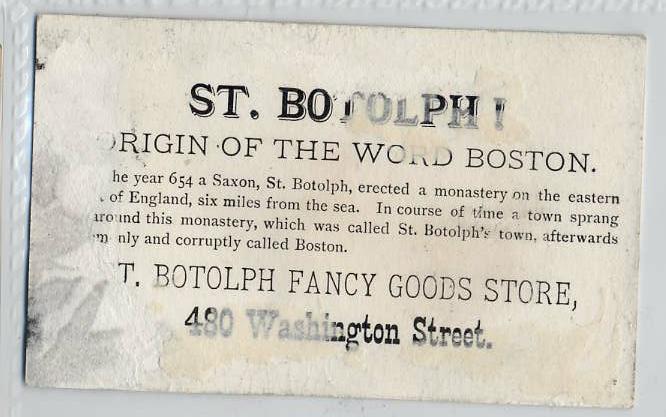 ST. BOTOLPH!
ORIGIN OF THE WORD BOSTON.
he year 654 a Saxon, St. Botolph, erected a monastery on the eastern
of England, six miles from the sea. In course of time a town sprang
around this monastery, which was called St. Botolph's town, afterwards
nly and corruptly called Boston.
T. BOTOLPH FANCY GOODS STORE,
480 Washington Street.